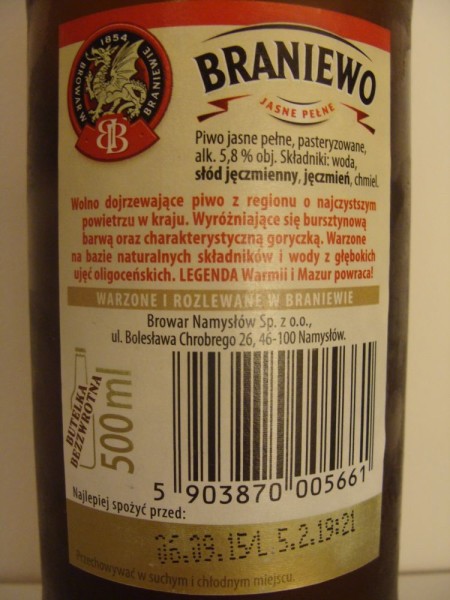 1854
BROWAR W BRANIEWIE
B
BRANIEWO
JASNE PEŁNE
Piwo jasne pełne, pasteryzowane,
alk. 5,8 % obj. Składniki: woda,
słód jęczmienny, jęczmień, chmiel.
Wolno dojrzewające piwo z regionu o najczystszym
powietrzu w kraju. Wyróżniające się bursztynową
barwą oraz charakterystyczną goryczką. Warzone
na bazie naturalnych składników i wody z głębokich
ujęć oligoceńskich. LEGENDA Warmii i Mazur powraca!
WARZONE I ROZLEWANE W BRANIEWIE
Browar Namysłów Sp. z o.o.,
ul. Bolesława Chrobrego 26, 46-100 Namysłów.
BUTELKA
BEZZWROTNA
500 ml
5 903870 005661
Najlepiej spożyć przed:
06.09.15/L 5.2.19:21
Przechowywać w suchym i chłodnym miejscu.